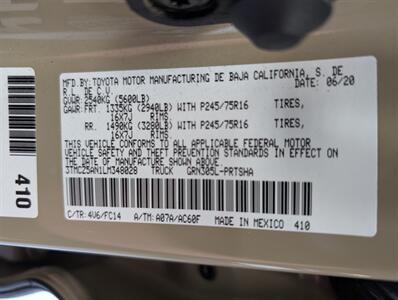 MFD.BY: TOYOTA MOTOR MANUFACTURING DE BAJA CALIFORNIA, S. DE
R.L. DE C.V. DATE: 06/20
GVWR: 2540KG (5600LB)
GAWR: FRT. 1335KG (2940LB) WITH P245/75R16 TIRES,
16X7J RIMS
RR. 1490KG (3280LB) WITH P245/75R16 TIRES,
16X7J RIMS
THIS VEHICLE CONFORMS TO ALL APPLICABLE FEDERAL MOTOR
VEHICLE SAFETY AND THEFT PREVENTION STANDARDS IN EFFECT ON
THE DATE OF MANUFACTURE SHOWN ABOVE.
3TMCZ5AN1LM348028 TRUCK GRN305L-PRTSHA
C/TR: 4V6/FC14 A/TM: A07A/AC60F MADE IN MEXICO 410
410